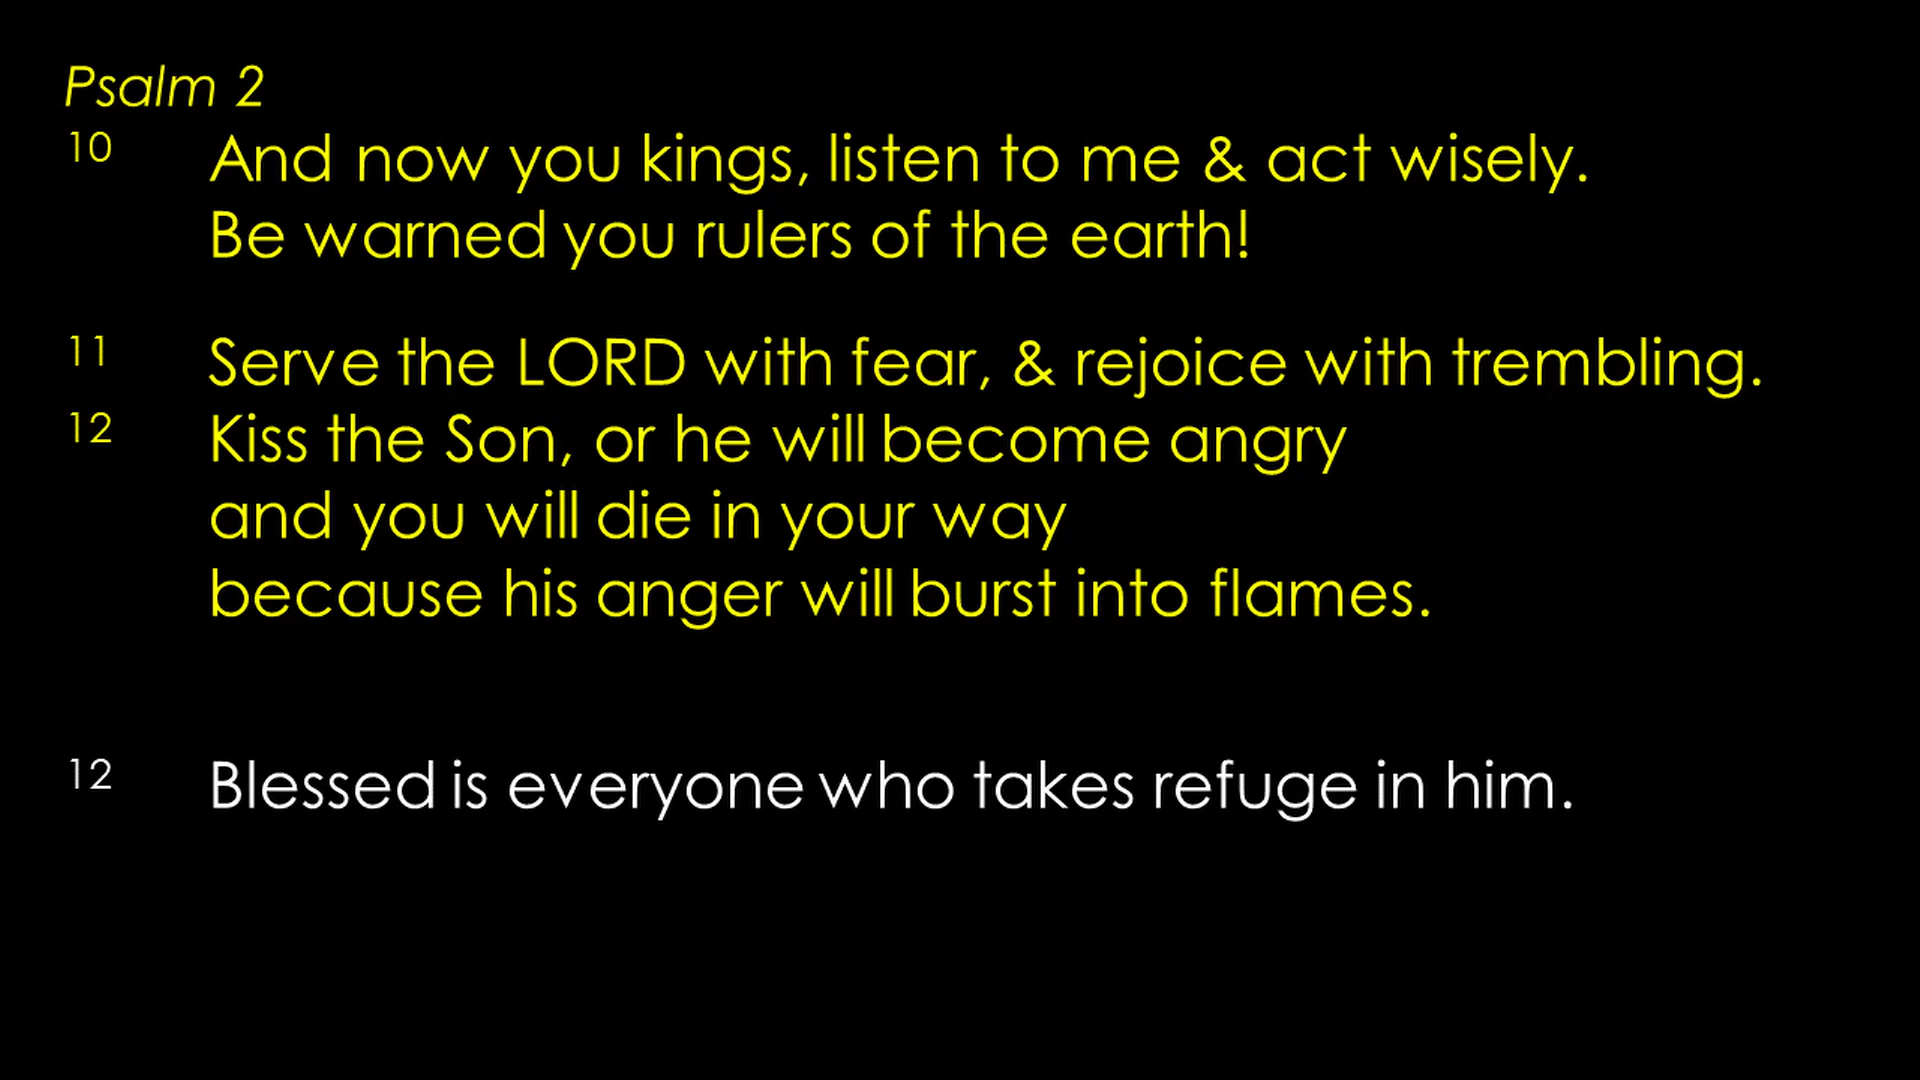 Psalm 2
10 And now you kings, listen to me & act wisely.
Be warned you rulers of the earth!
11 Serve the LORD with fear, & rejoice with trembling.
12 Kiss the Son, or he will become angry
and you will die in your way
because his anger will burst into flames.
12 Blessed is everyone who takes refuge in him.